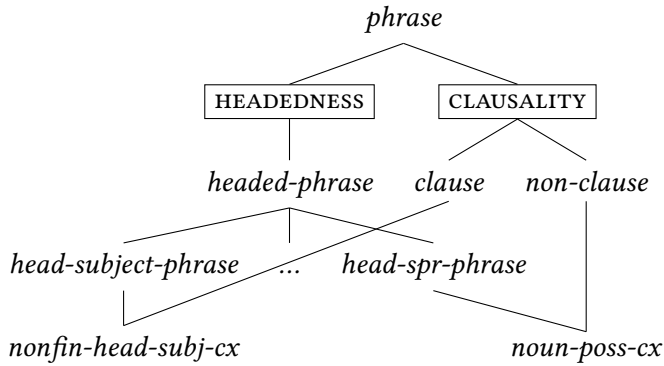 phrase
HEADEDNESS CLAUSALITY
headed-phrase clause non-clause
head-subject-phrase ... head-spr-phrase
nonfin-head-subj-cx noun-poss-cx